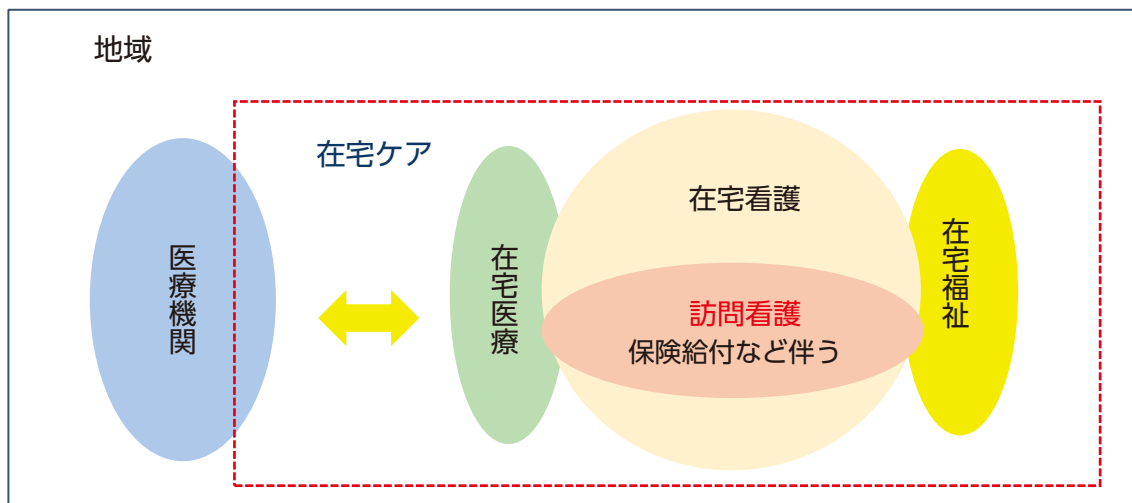 地域
在宅ケア
医療機関
在宅医療
在宅看護
訪問看護
保険給付など伴う
在宅福祉